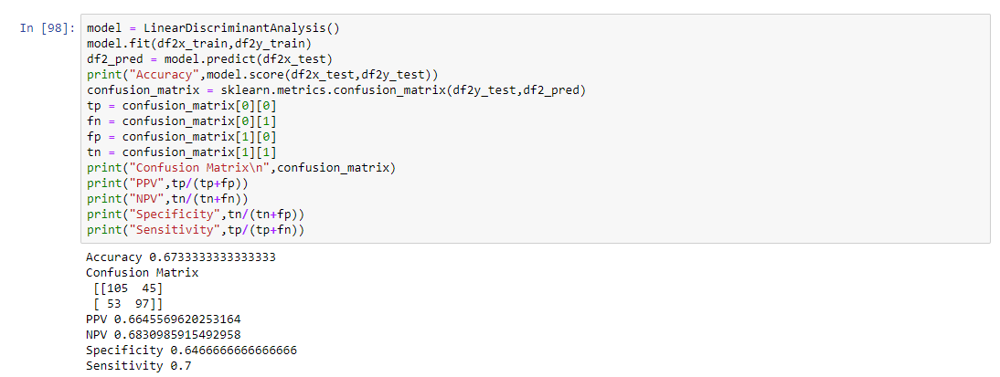 In [98]:
model = LinearDiscriminantAnalysis()
model.fit(df2x_train,df2y_train)
df2_pred = model.predict(df2x_test)
print("Accuracy",model.score(df2x_test,df2y_test))
confusion_matrix = sklearn.metrics.confusion_matrix(df2y_test,df2_pred)
tp = confusion_matrix[0][0]
fn = confusion_matrix[0][1]
fp = confusion_matrix[1][0]
tn = confusion_matrix[1][1]
print("Confusion Matrix\n",confusion_matrix)
print("PPV",tp/(tp+fp))
print("NPV",tn/(tn+fn))
print("Specificity",tn/(tn+fp))
print("Sensitivity",tp/(tp+fn))
Accuracy 0.6733333333333333
Confusion Matrix
[[105  45]
[ 53  97]]
PPV 0.6645569620253164
NPV 0.6830985915492958
Specificity 0.6466666666666666
Sensitivity 0.7